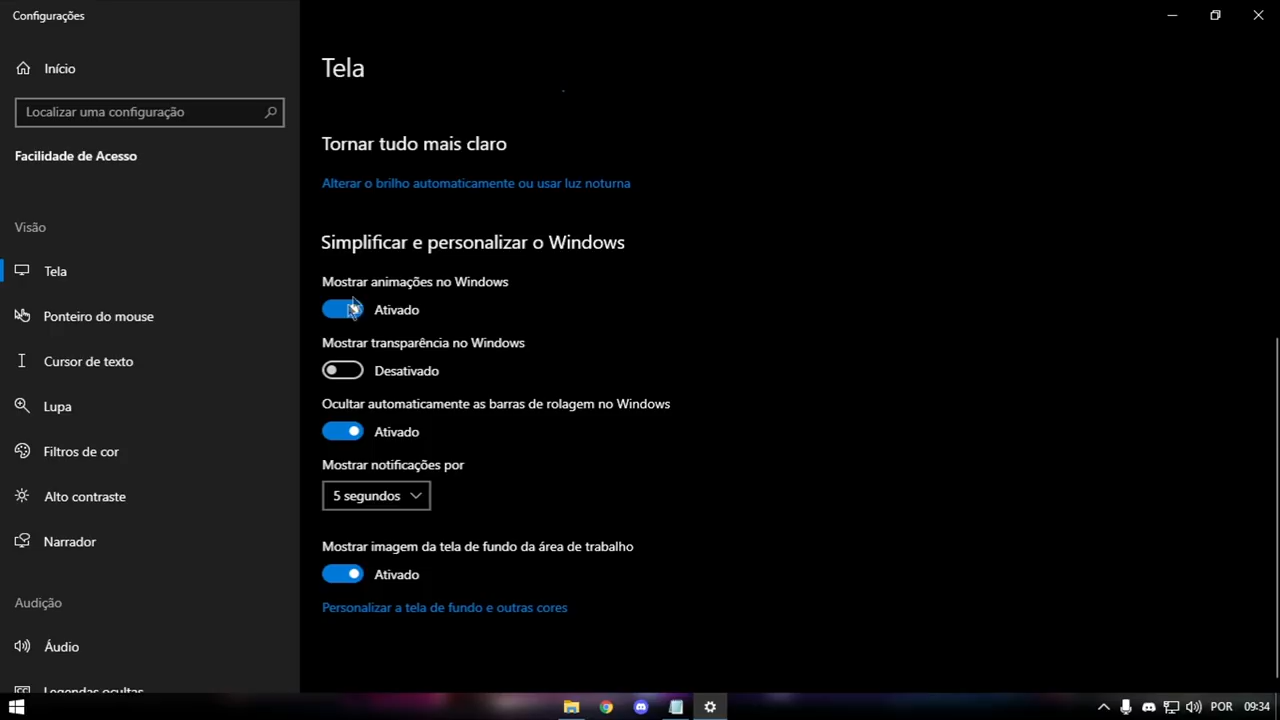 Configurações
Início
Localizar uma configuração
Facilidade de Acesso
Visão
Tela
Ponteiro do mouse
Cursor de texto
Lupa
Filtros de cor
Alto contraste
Narrador
Audição
Áudio
Legendas ocultas
Tela
Tornar tudo mais claro
Alterar o brilho automaticamente ou usar luz noturna
Simplificar e personalizar o Windows
Mostrar animações no Windows
Ativado
Mostrar transparência no Windows
Desativado
Ocultar automaticamente as barras de rolagem no Windows
Ativado
Mostrar notificações por
5 segundos
Mostrar imagem da tela de fundo da área de trabalho
Ativado
Personalizar a tela de fundo e outras cores
POR 09:34